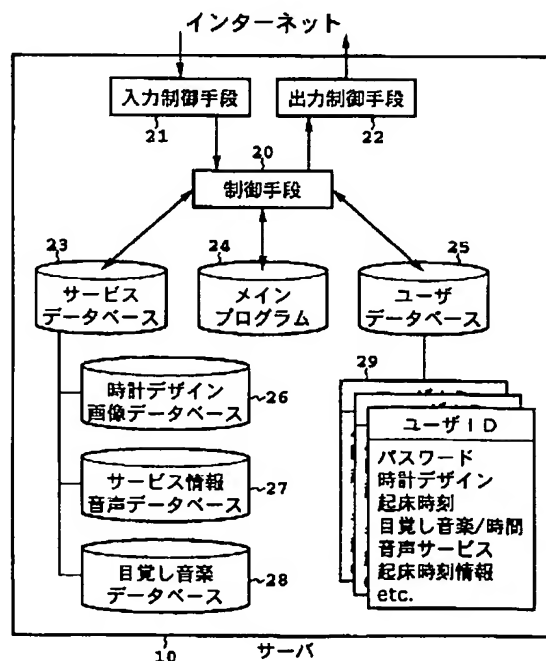 インターネット
入力制御手段
21
出力制御手段
22
20
制御手段
23
サービス
データベース
24
メイン
プログラム
25
ユーザ
データベース
時計デザイン
画像データベース
26
サービス情報
音声データベース
27
目覚し音楽
データベース
28
29
ユーザID
パスワード
時計デザイン
起床時刻
目覚し音楽/時間
音声サービス
起床時刻情報
etc.
10
サーバ